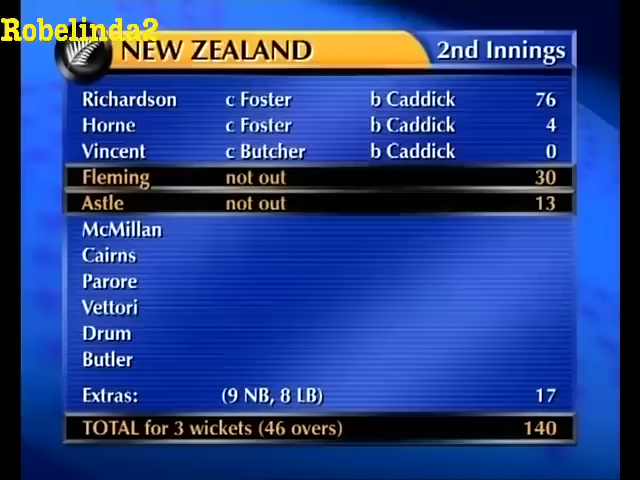 Robelinda2
NEW ZEALAND 2nd Innings
Richardson c Foster b Caddick 76
Horne c Foster b Caddick 4
Vincent c Butcher b Caddick 0
Fleming not out 30
Astle not out 13
McMillan
Cairns
Parore
Vettori
Drum
Butler
Extras: (9 NB, 8 LB) 17
TOTAL for 3 wickets (46 overs) 140